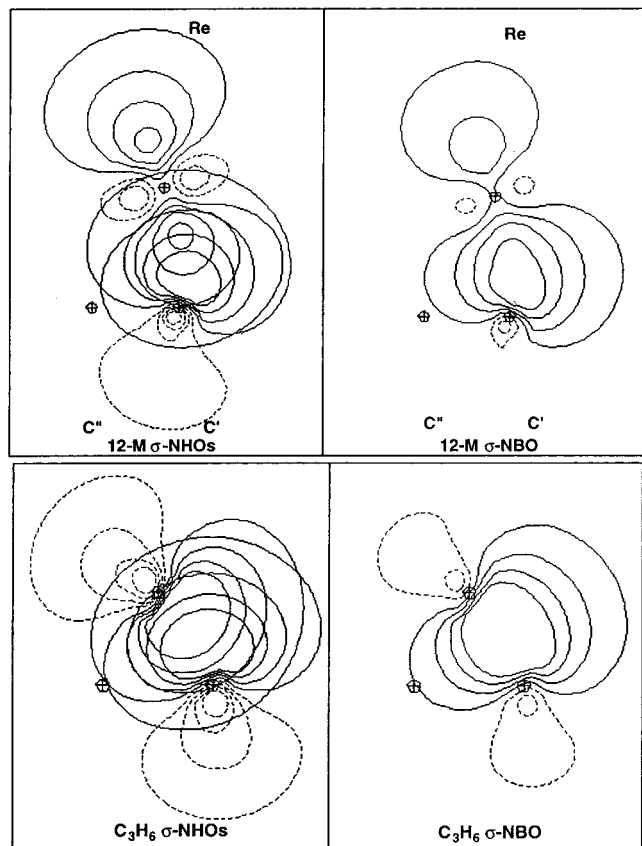 Re
Re
C" C'
12-M σ-NHOs
C" C'
12-M σ-NBO
C₃H₆ σ-NHOs
C₃H₆ σ-NBO